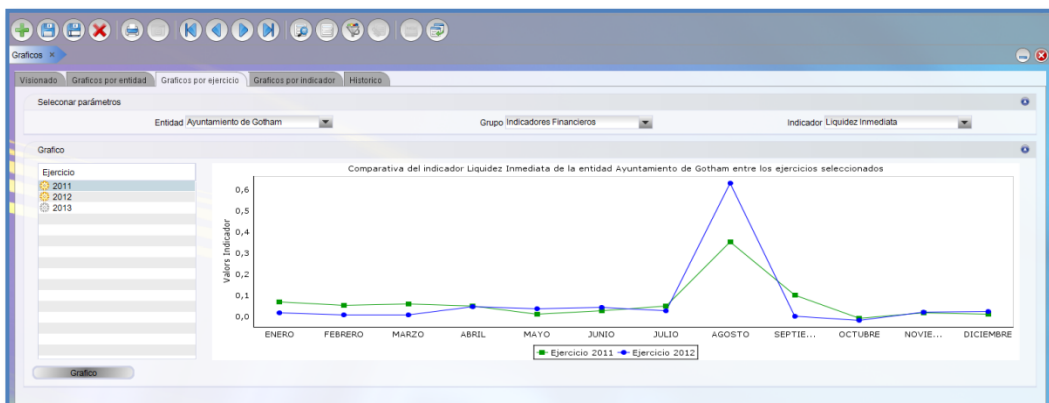 Graficos ×
Visionado Graficos por entidad Graficos por ejercicio Graficos por indicador Historico
Seleconar parámetros
Entidad Ayuntamiento de Gotham Grupo Indicadores Financieros Indicador Liquidez Inmediata
Grafico
Ejercicio
2011
2012
2013
Comparativa del indicador Liquidez Inmediata de la entidad Ayuntamiento de Gotham entre los ejercicios seleccionados
Valors Indicador
0,6
0,5
0,4
0,3
0,2
0,1
0,0
ENERO FEBRERO MARZO ABRIL MAYO JUNIO JULIO AGOSTO SEPTIE... OCTUBRE NOVIE... DICIEMBRE
Ejercicio 2011 Ejercicio 2012
Grafico